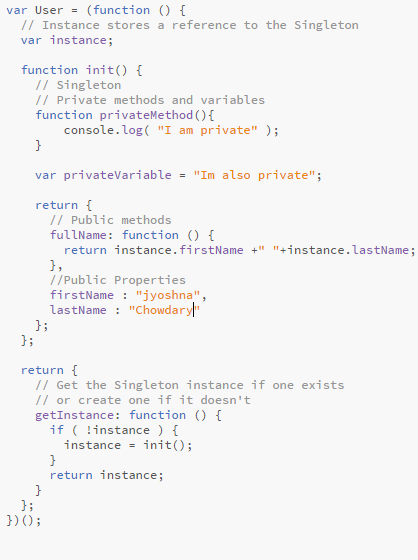 var User = (function () {
  // Instance stores a reference to the Singleton
  var instance;

  function init() {
    // Singleton
    // Private methods and variables
    function privateMethod(){
        console.log( "I am private" );
    }

    var privateVariable = "Im also private";

    return {
      // Public methods
      fullName: function () {
        return instance.firstName +" "+instance.lastName;
      },
      //Public Properties
      firstName : "jyoshna",
      lastName : "Chowdary"
    };
  };

  return {
    // Get the Singleton instance if one exists
    // or create one if it doesn't
    getInstance: function () {
      if ( !instance ) {
        instance = init();
      }
      return instance;
    }
  };
})();